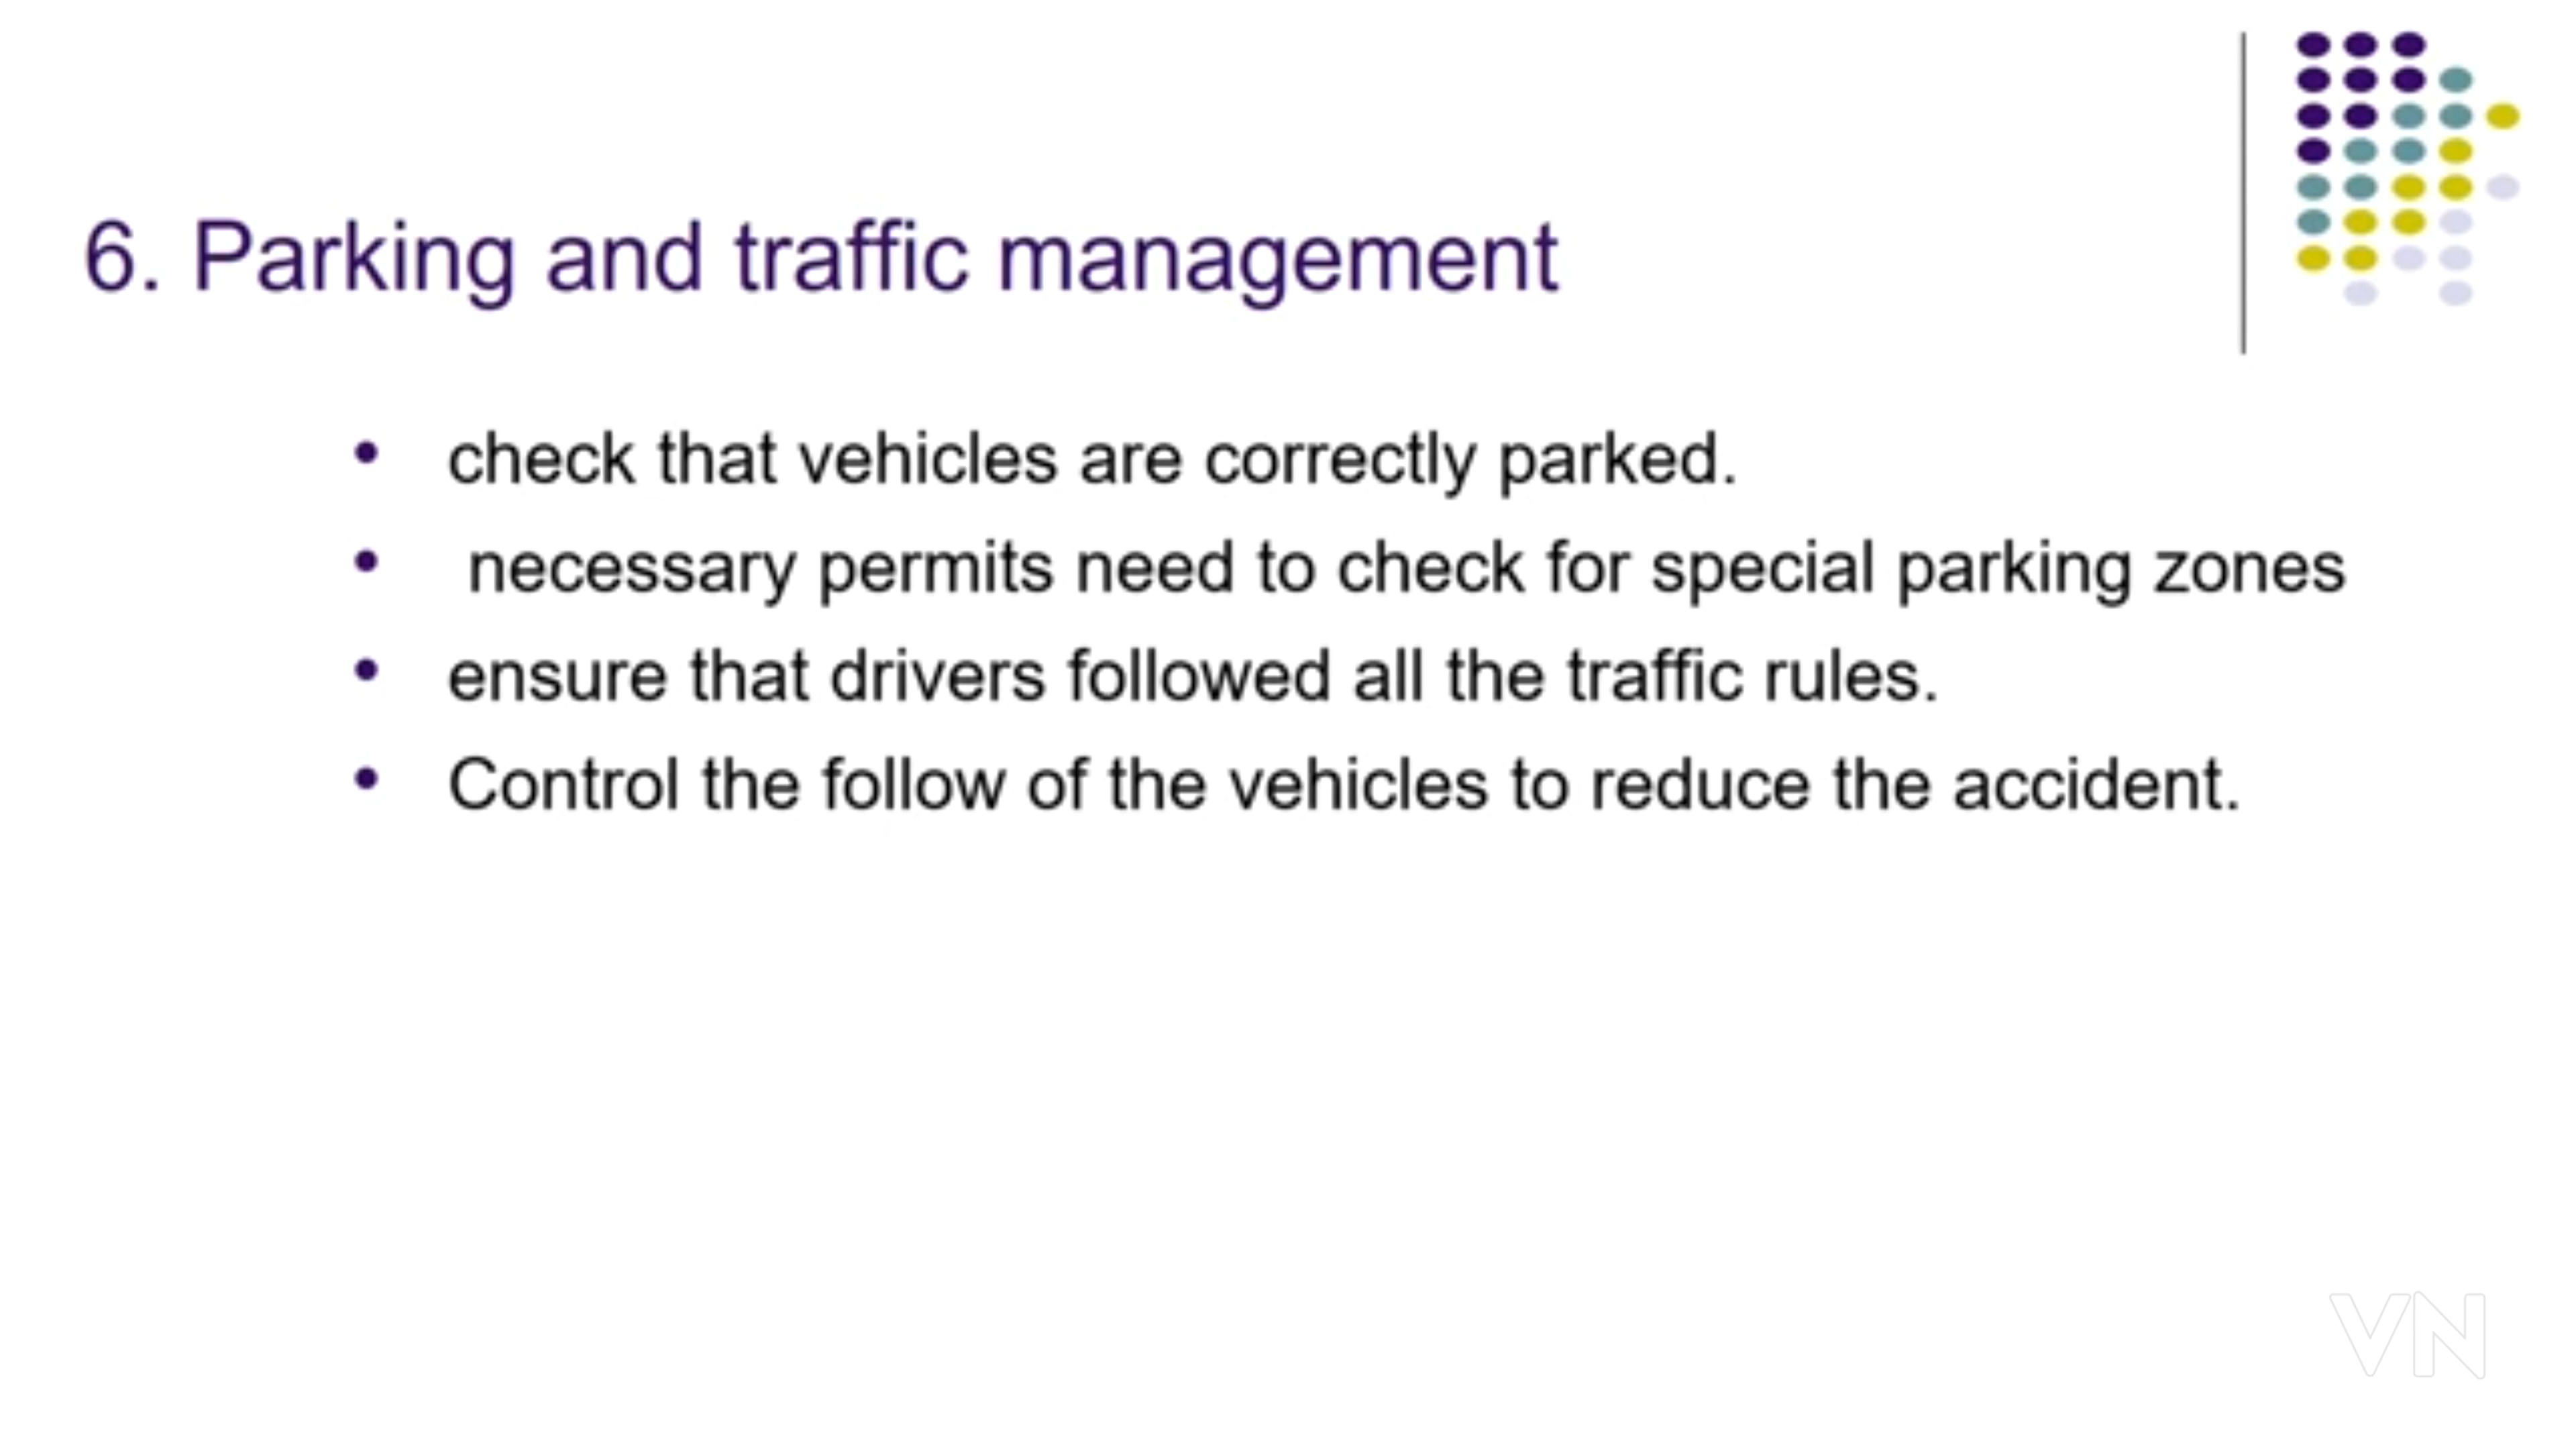 6. Parking and traffic management
• check that vehicles are correctly parked.
• necessary permits need to check for special parking zones
• ensure that drivers followed all the traffic rules.
• Control the follow of the vehicles to reduce the accident.
VN